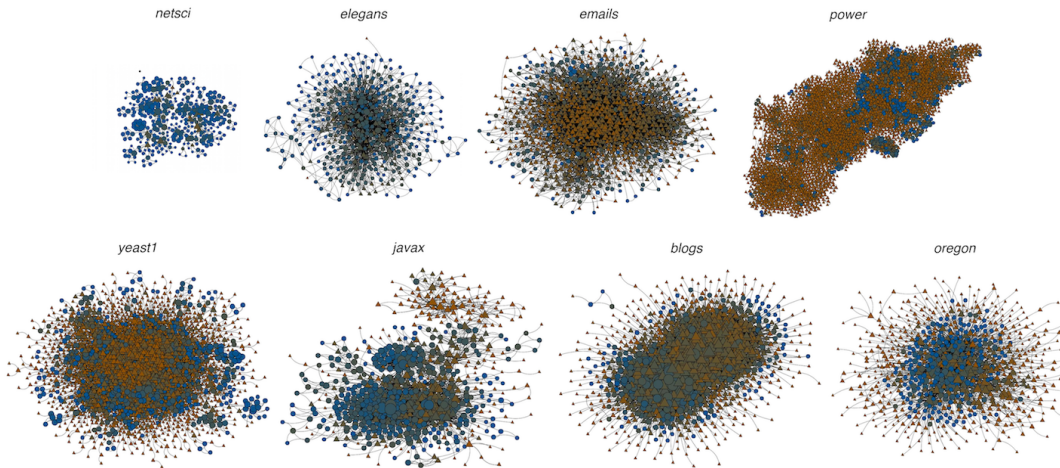 netsci
elegans
emails
power
yeast1
javax
blogs
oregon